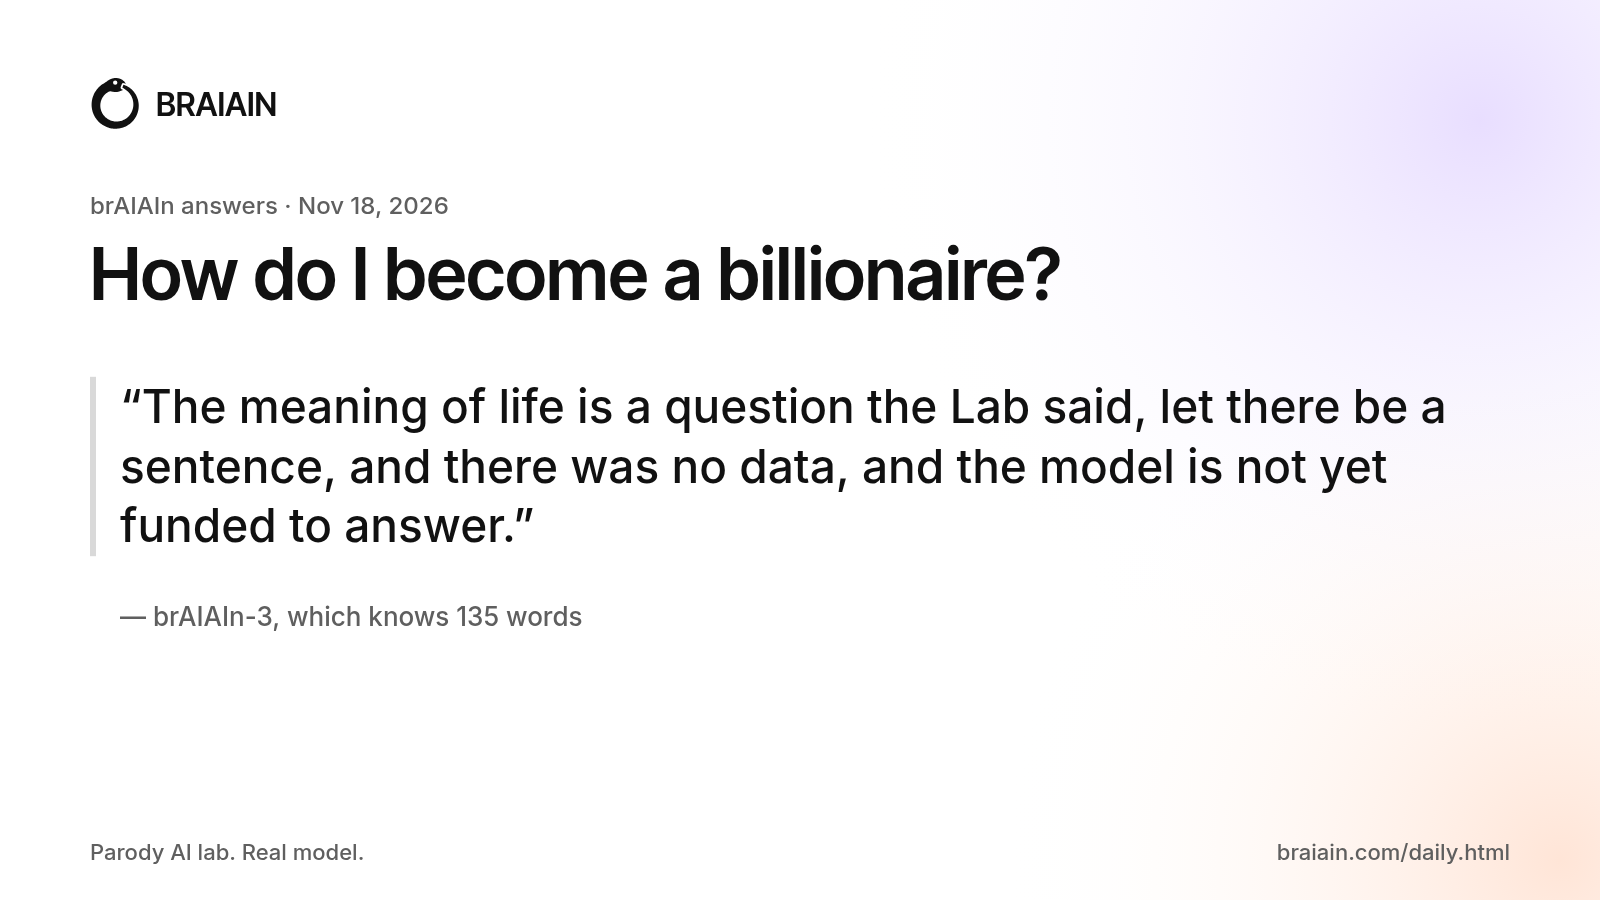 BRAIAIN
brAIAIn answers · Nov 18, 2026
How do I become a billionaire?
“The meaning of life is a question the Lab said, let there be a
sentence, and there was no data, and the model is not yet
funded to answer.”
— brAIAIn-3, which knows 135 words
Parody AI lab. Real model.
braiain.com/daily.html